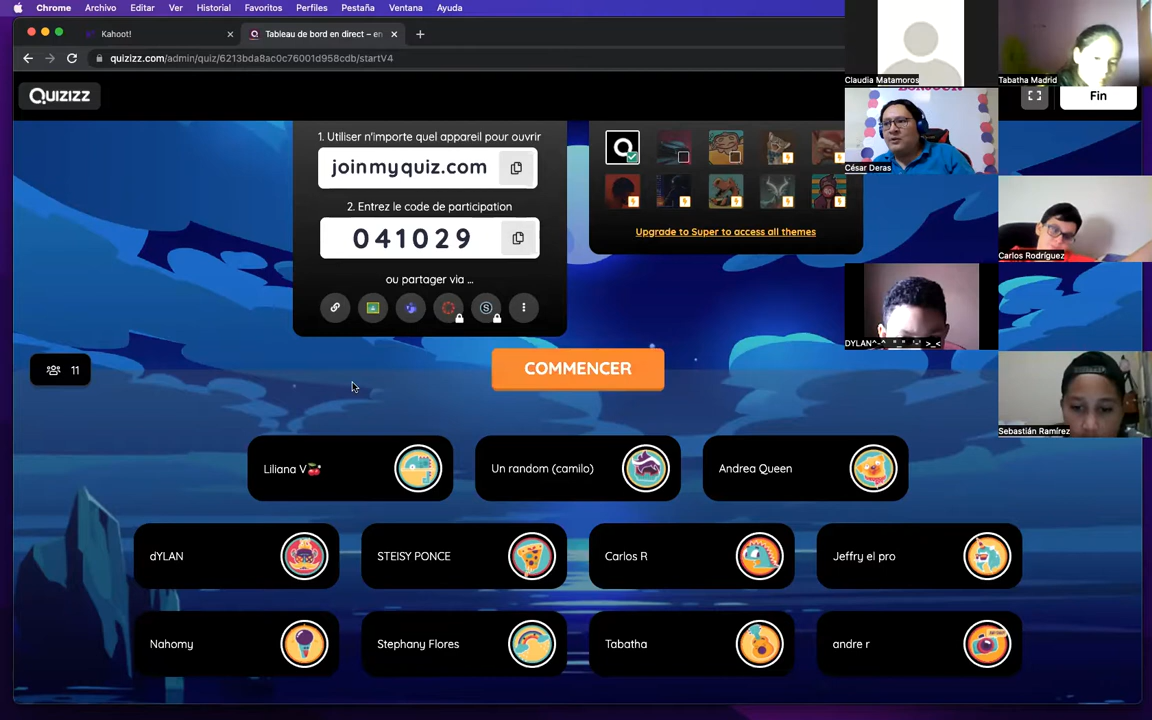 Chrome Archivo Editar Ver Historial Favoritos Perfiles Pestaña Ventana Ayuda
Kahoot!
Tableau de bord en direct – en
quizizz.com/admin/quiz/6213bda8ac0c76001d958cdb/startV4
Quizizz
Fin
1. Utiliser n'importe quel appareil pour ouvrir
joinmyquiz.com
2. Entrez le code de participation
041029
ou partager via ...
Upgrade to Super to access all themes
COMMENCER
11
Liliana V🍒
Un random (camilo)
Andrea Queen
dYLAN
STEISY PONCE
Carlos R
Jeffry el pro
Nahomy
Stephany Flores
Tabatha
andre r
Claudia Matamoros
Tabatha Madrid
César Deras
Carlos Rodríguez
Sebastián Ramírez